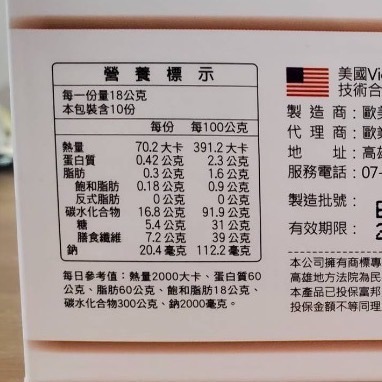 營養標示
每一份量18公克
本包裝含10份
每份 每100公克
熱量 70.2 大卡 391.2 大卡
蛋白質 0.42 公克 2.3 公克
脂肪 0.3 公克 1.6 公克
飽和脂肪 0.18 公克 0.9 公克
反式脂肪 0 公克 0 公克
碳水化合物 16.8 公克 91.9 公克
糖 5.4 公克 31 公克
膳食纖維 7.2 公克 39 公克
鈉 20.4 毫克 112.2 毫克
每日參考值：熱量2000大卡、蛋白質60
公克、脂肪60公克、飽和脂肪18公克、
碳水化合物300公克、鈉2000毫克。
美國Vi
技術合
製造商：歐
代理商：歐
地址：高
服務電話：07-
製造批號：
有效期限：2
本公司擁有商標專
高雄地方法院為民
本產品已投保富邦
投保金額不等同理